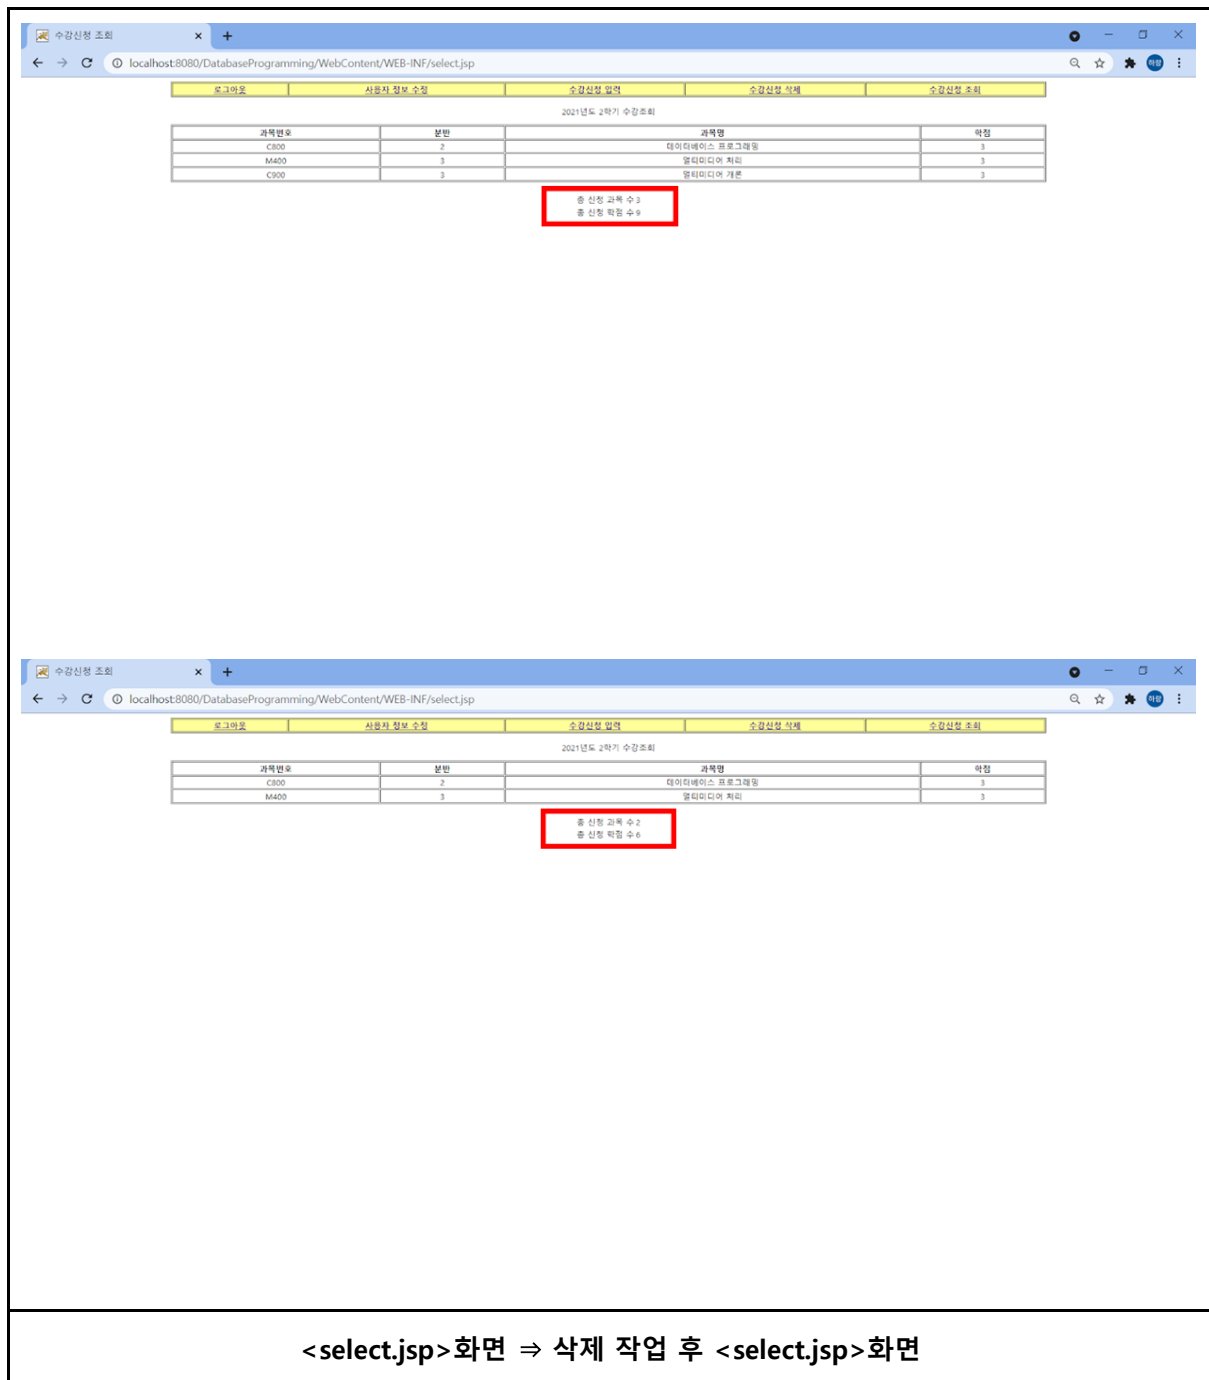 수강신청 조회
localhost:8080/DatabaseProgramming/WebContent/WEB-INF/select.jsp
하람
로그아웃 사용자 정보 수정 수강신청 입력 수강신청 삭제 수강신청 조회
2021년도 2학기 수강조회
과목번호 분반 과목명 학점
C800 2 데이터베이스 프로그래밍 3
M400 3 멀티미디어 처리 3
C900 3 멀티미디어 개론 3
총 신청 과목 수 3
총 신청 학점 수 9
수강신청 조회
localhost:8080/DatabaseProgramming/WebContent/WEB-INF/select.jsp
하람
로그아웃 사용자 정보 수정 수강신청 입력 수강신청 삭제 수강신청 조회
2021년도 2학기 수강조회
과목번호 분반 과목명 학점
C800 2 데이터베이스 프로그래밍 3
M400 3 멀티미디어 처리 3
총 신청 과목 수 2
총 신청 학점 수 6
<select.jsp>화면 ⇒ 삭제 작업 후 <select.jsp>화면